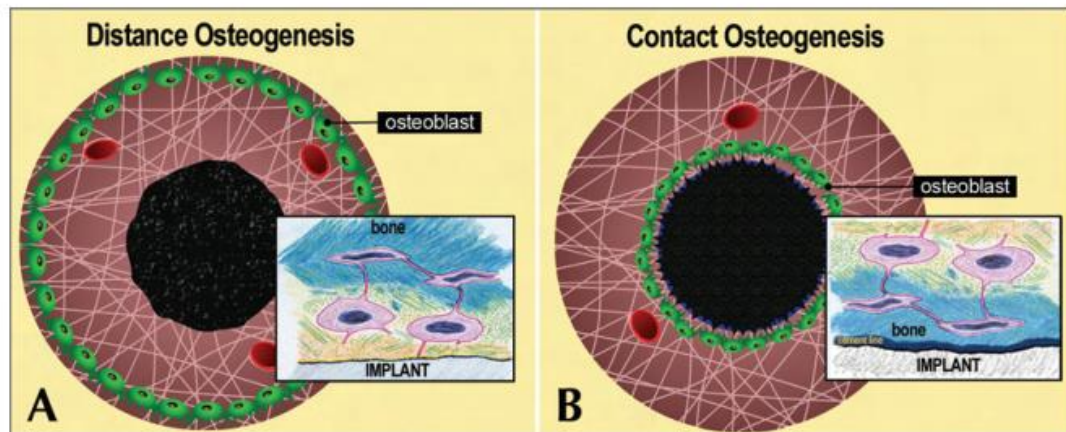 Distance Osteogenesis
osteoblast
bone
IMPLANT
A
Contact Osteogenesis
osteoblast
bone
cement line
IMPLANT
B